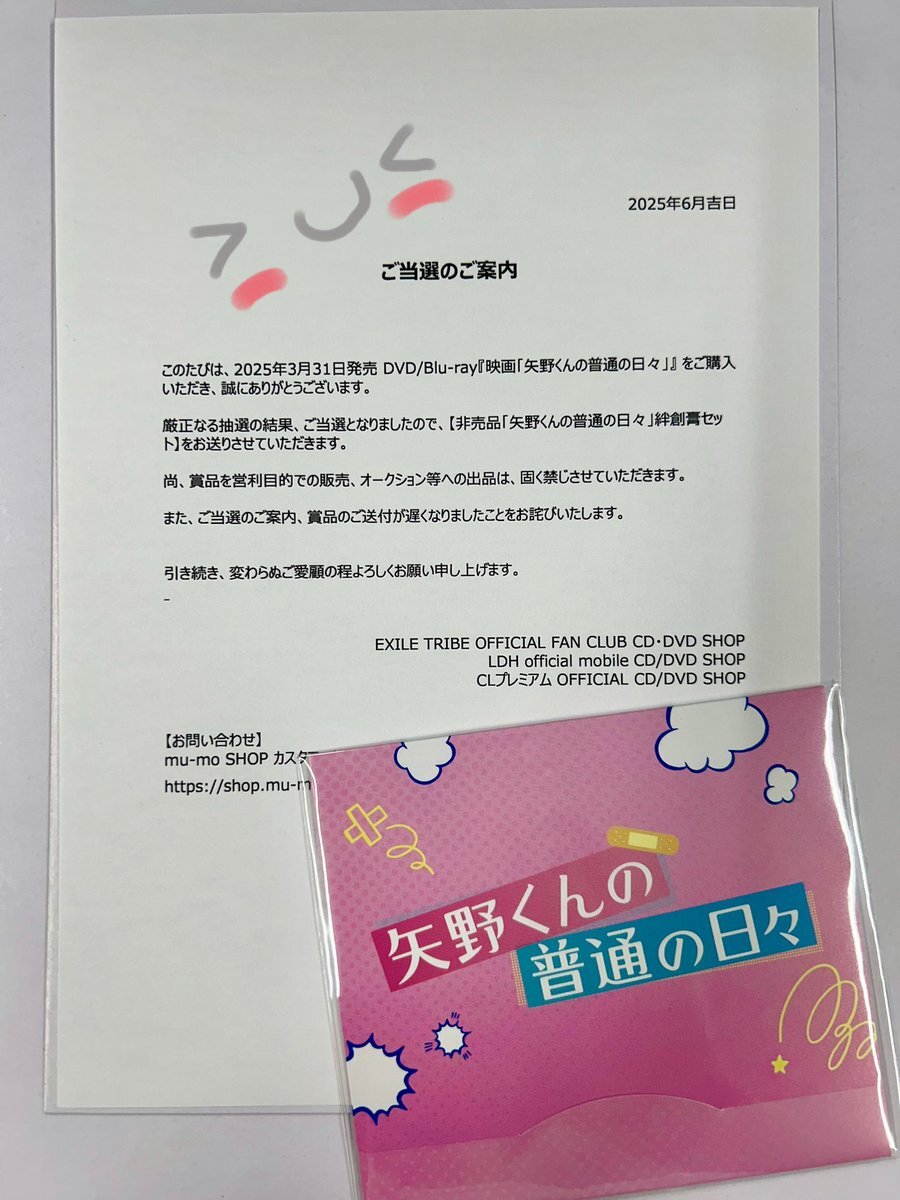 2025年6月吉日
ご当選のご案内
このたびは、2025年3月31日発売 DVD/Blu-ray『映画「矢野くんの普通の日々」』をご購入
いただき、誠にありがとうございます。
厳正なる抽選の結果、ご当選となりましたので、【非売品「矢野くんの普通の日々」絆創膏セッ
ト】をお送りさせていただきます。
尚、賞品を営利目的での販売、オークション等への出品は、固く禁じさせていただきます。
また、ご当選のご案内、賞品のご送付が遅くなりましたことをお詫びいたします。
引き続き、変わらぬご愛顧の程よろしくお願い申し上げます。
–
EXILE TRIBE OFFICIAL FAN CLUB CD・DVD SHOP
LDH official mobile CD/DVD SHOP
CLプレミアム OFFICIAL CD/DVD SHOP
【お問い合わせ】
mu-mo SHOP カスタ
https://shop.mu-m
矢野くんの
普通の日々